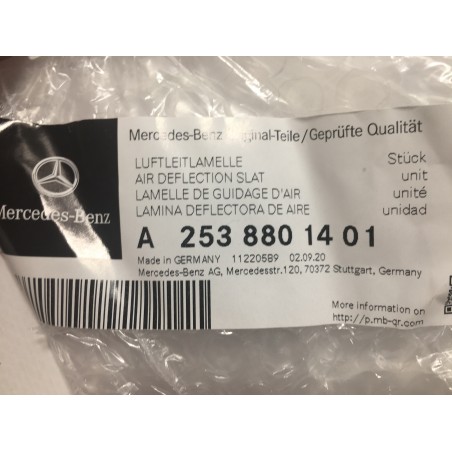 Mercedes-Benz Original-Teile/Geprüfte Qualität
Mercedes-Benz
LUFTLEITLAMELLE Stück
AIR DEFLECTION SLAT unit
LAMELLE DE GUIDAGE D'AIR unité
LAMINA DEFLECTORA DE AIRE unidad
A 253 880 14 01
Made in GERMANY 112205B9 02.09.20
Mercedes-Benz AG, Mercedesstr.120, 70372 Stuttgart, Germany
More information on
http://p.mb-qr.com